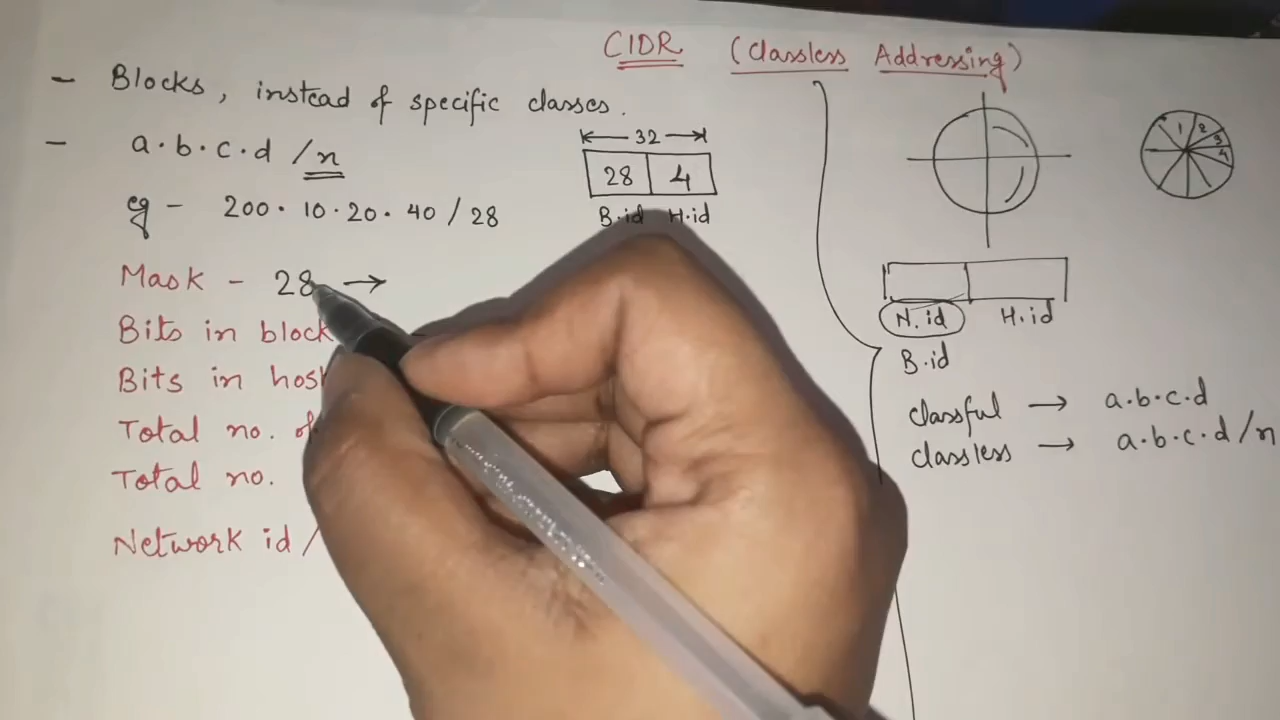 CIDR (Classless Addressing)
- Blocks, instead of specific classes.
- a.b.c.d /n
eg - 200.10.20.40/28
32
28 4
B.id H.id
Mask - 28 →
Bits in block
Bits in host
Total no. of
Total no.
Network id /
1 2 3 4
N.id H.id
B.id
classful → a.b.c.d
classless → a.b.c.d/n